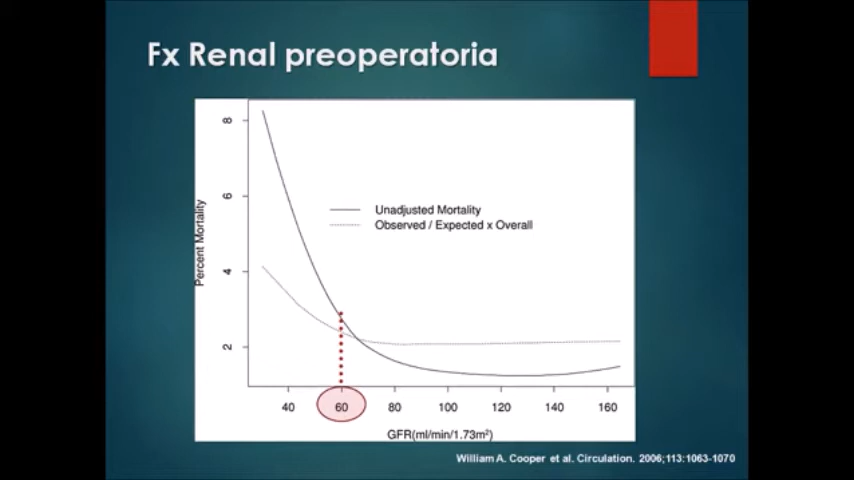 Fx Renal preoperatoria
8
6
4
2
Percent Mortality
Unadjusted Mortality
Observed / Expected x Overall
40 60 80 100 120 140 160
GFR(ml/min/1.73m²)
William A. Cooper et al. Circulation. 2006;113:1063-1070